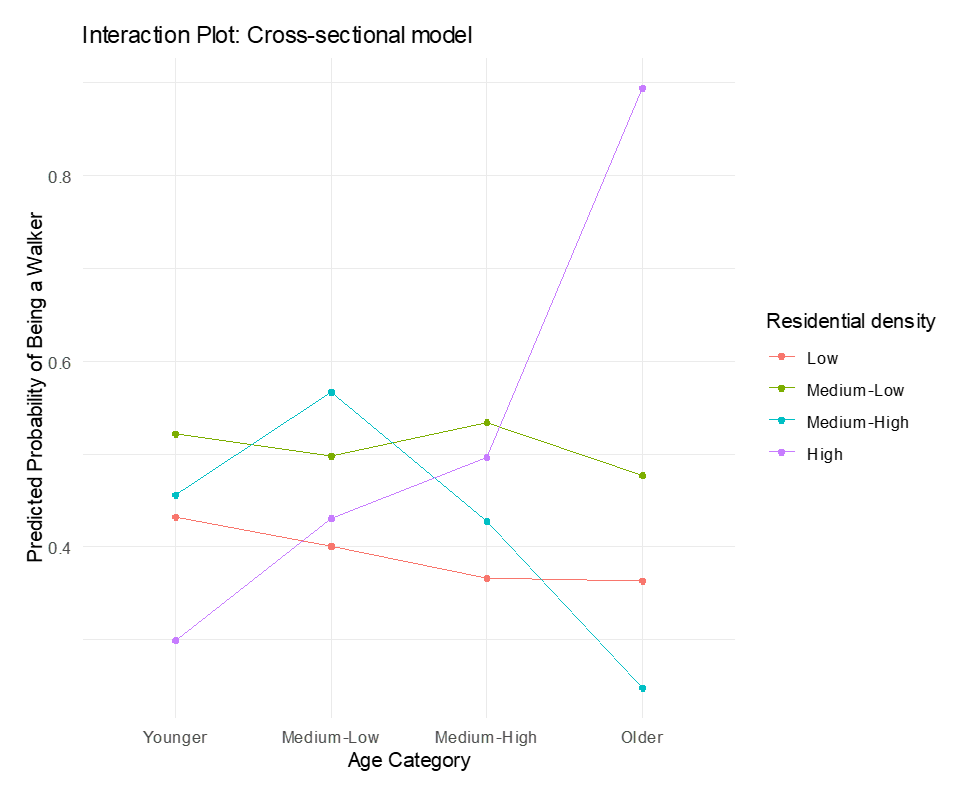 Interaction Plot: Cross-sectional model
Predicted Probability of Being a Walker
0.8
0.6
0.4
Younger
Medium-Low
Medium-High
Older
Age Category
Residential density
Low
Medium-Low
Medium-High
High